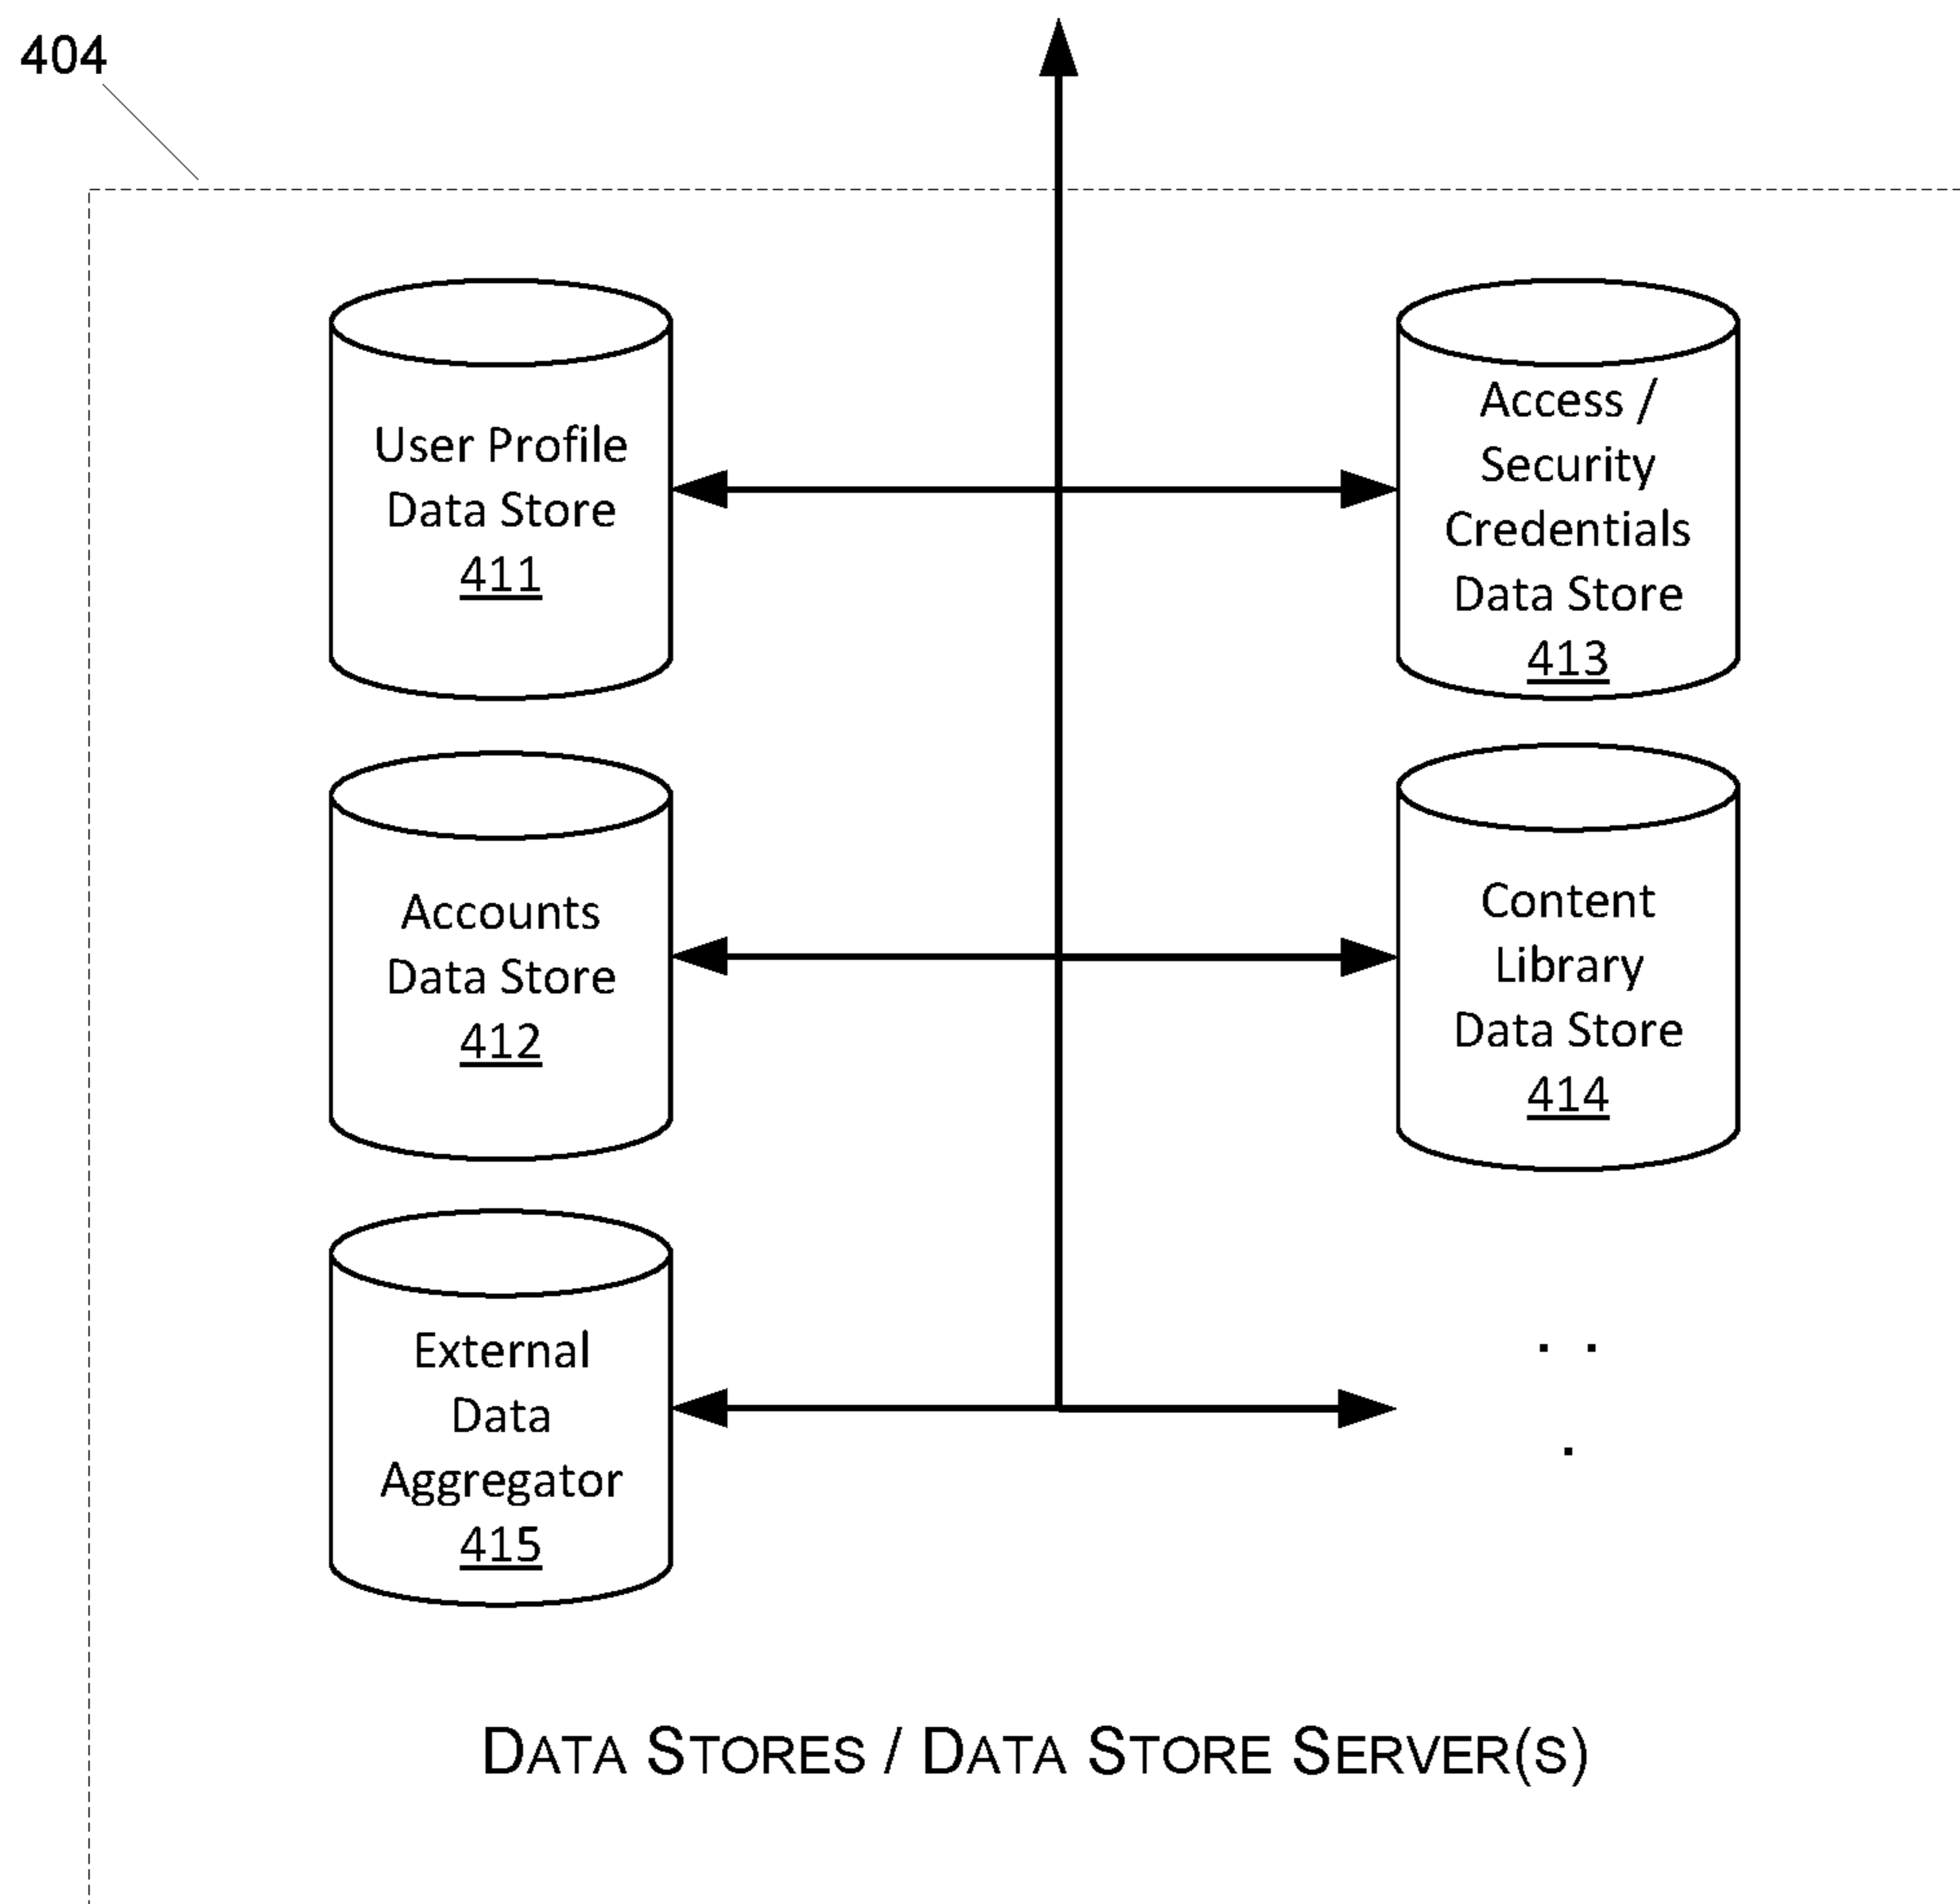 404
User Profile
Data Store
411
Access /
Security
Credentials
Data Store
413
Accounts
Data Store
412
Content
Library
Data Store
414
External
Data
Aggregator
415
. .
.
DATA STORES / DATA STORE SERVER(S)